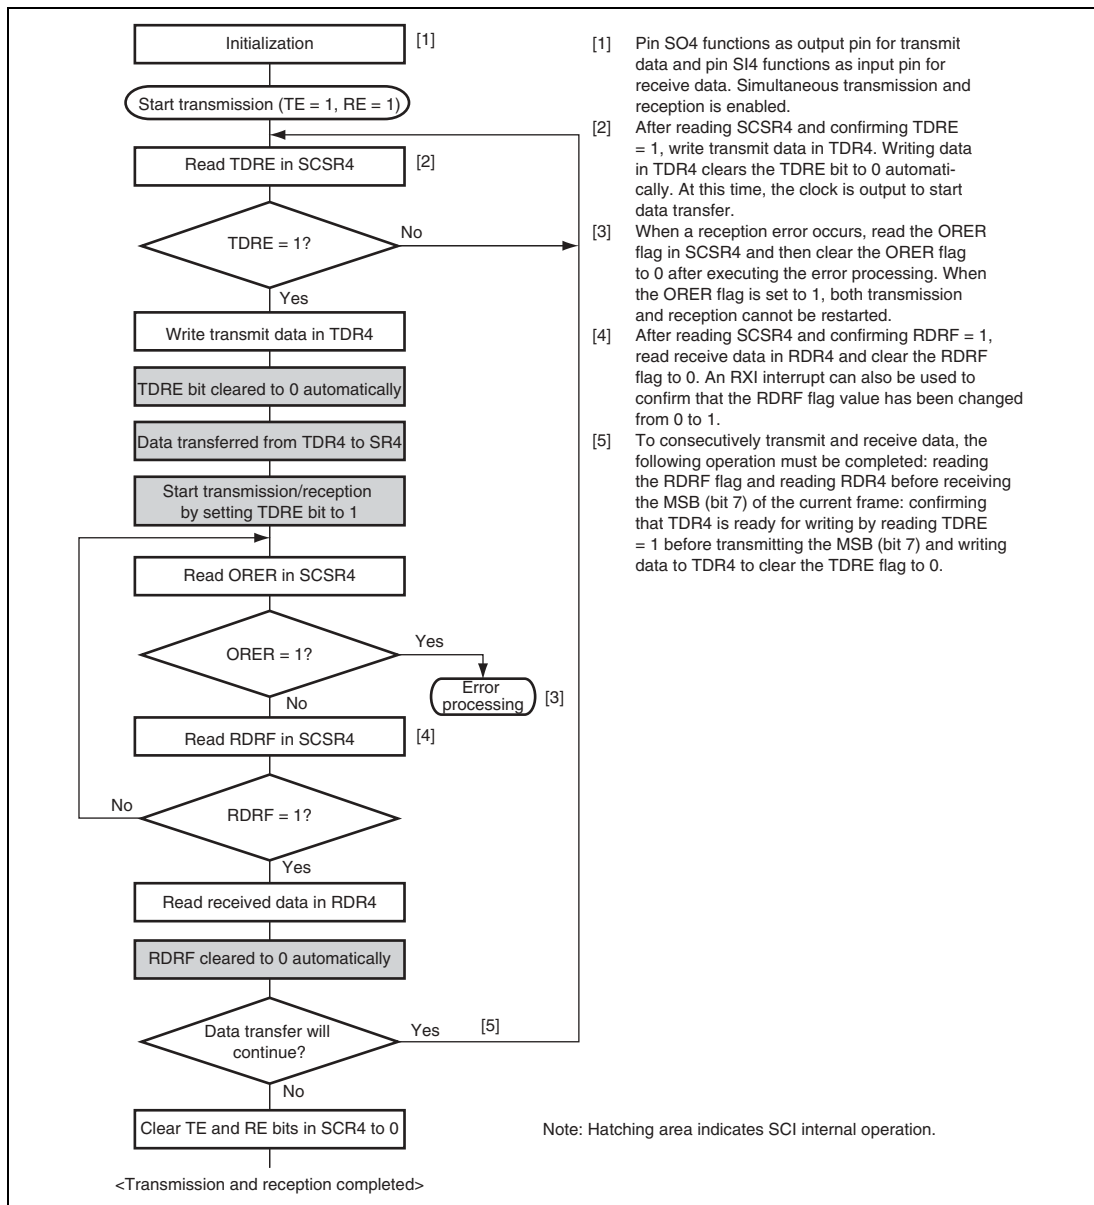 Initialization
[1]
Start transmission (TE = 1, RE = 1)
Read TDRE in SCSR4
[2]
TDRE = 1?
No
Yes
Write transmit data in TDR4
TDRE bit cleared to 0 automatically
Data transferred from TDR4 to SR4
Start transmission/reception
by setting TDRE bit to 1
Read ORER in SCSR4
ORER = 1?
Yes
Error
processing
[3]
No
Read RDRF in SCSR4
[4]
RDRF = 1?
No
Yes
Read received data in RDR4
RDRF cleared to 0 automatically
Data transfer will
continue?
Yes
[5]
No
Clear TE and RE bits in SCR4 to 0
<Transmission and reception completed>
[1] Pin SO4 functions as output pin for transmit
data and pin SI4 functions as input pin for
receive data. Simultaneous transmission and
reception is enabled.
[2] After reading SCSR4 and confirming TDRE
= 1, write transmit data in TDR4. Writing data
in TDR4 clears the TDRE bit to 0 automati-
cally. At this time, the clock is output to start
data transfer.
[3] When a reception error occurs, read the ORER
flag in SCSR4 and then clear the ORER flag
to 0 after executing the error processing. When
the ORER flag is set to 1, both transmission
and reception cannot be restarted.
[4] After reading SCSR4 and confirming RDRF = 1,
read receive data in RDR4 and clear the RDRF
flag to 0. An RXI interrupt can also be used to
confirm that the RDRF flag value has been changed
from 0 to 1.
[5] To consecutively transmit and receive data, the
following operation must be completed: reading
the RDRF flag and reading RDR4 before receiving
the MSB (bit 7) of the current frame: confirming
that TDR4 is ready for writing by reading TDRE
= 1 before transmitting the MSB (bit 7) and writing
data to TDR4 to clear the TDRE flag to 0.
Note: Hatching area indicates SCI internal operation.